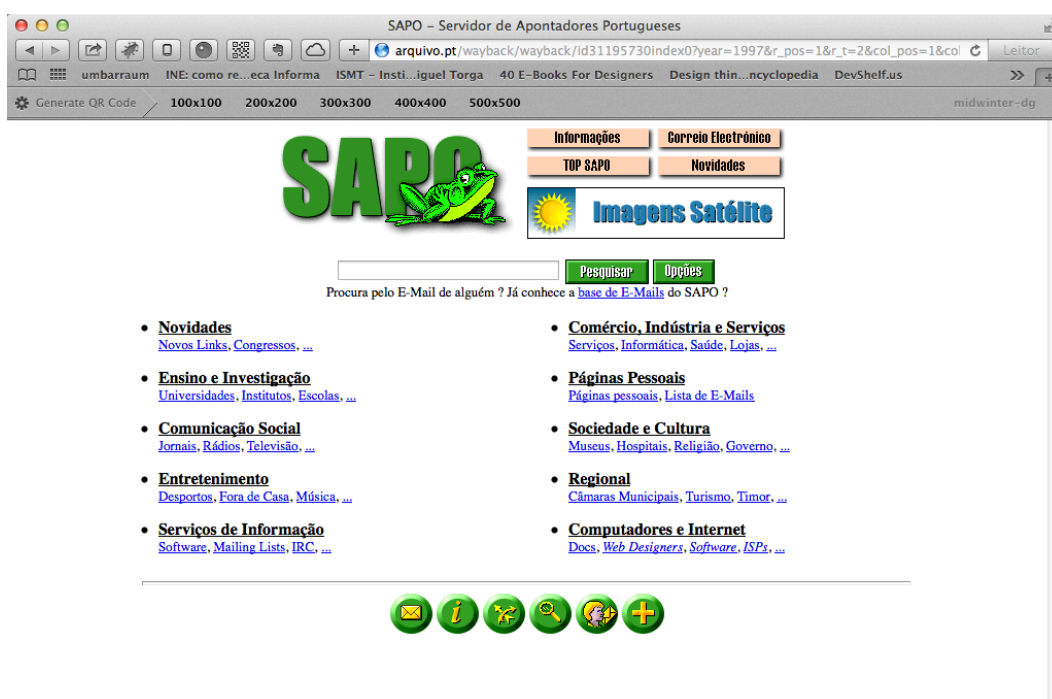 SAPO – Servidor de Apontadores Portugueses
arquivo.pt/wayback/wayback/id31195730index0?year=1997&r_pos=1&r_t=2&col_pos=1&col Leitor
umbarraum INE: como re...eca Informa ISMT – Insti...iguel Torga 40 E-Books For Designers Design thin...ncyclopedia DevShelf.us
Generate QR Code 100x100 200x200 300x300 400x400 500x500 midwinter-dg
SAPO
Informações Correio Electrónico
TOP SAPO Novidades
Imagens Satélite
Pesquisar Opções
Procura pelo E-Mail de alguém ? Já conhece a base de E-Mails do SAPO ?
Novidades
Novos Links, Congressos, ...
Ensino e Investigação
Universidades, Institutos, Escolas, ...
Comunicação Social
Jornais, Rádios, Televisão, ...
Entretenimento
Desportos, Fora de Casa, Música, ...
Serviços de Informação
Software, Mailing Lists, IRC, ...
Comércio, Indústria e Serviços
Serviços, Informática, Saúde, Lojas, ...
Páginas Pessoais
Páginas pessoais, Lista de E-Mails
Sociedade e Cultura
Museus, Hospitais, Religião, Governo, ...
Regional
Câmaras Municipais, Turismo, Timor, ...
Computadores e Internet
Docs, Web Designers, Software, ISPs, ...